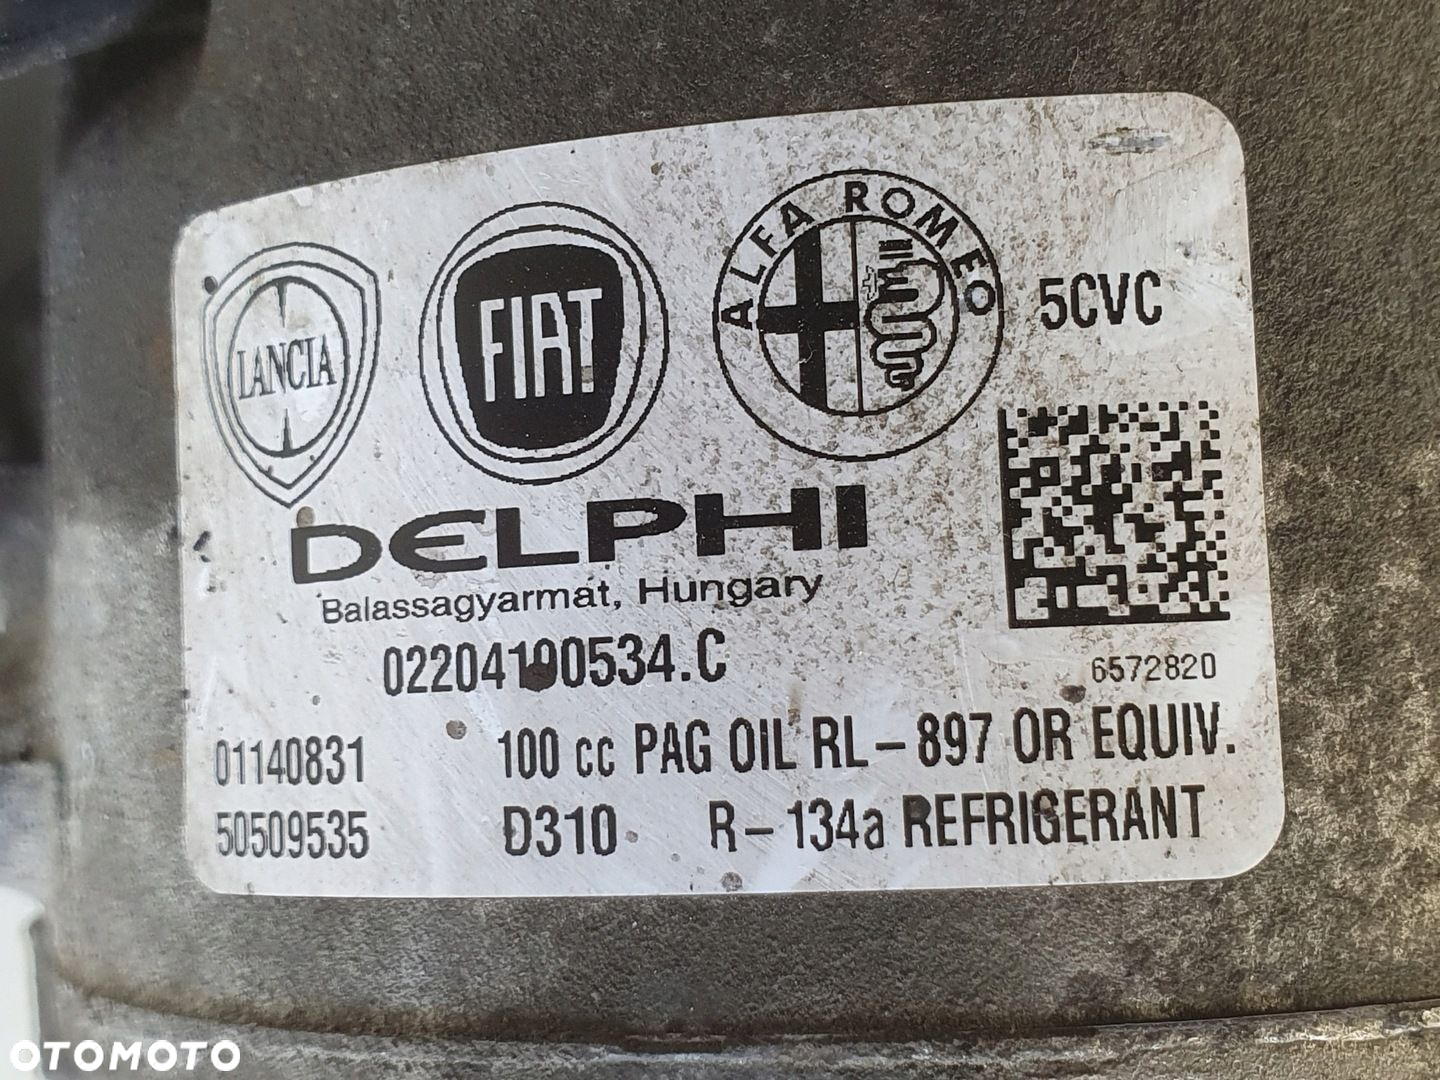 LANCIA
FIAT
ALFA ROMEO
5CVC
DELPHI
Balassagyarmat, Hungary
02204190534.C
6572820
01140831
100 cc PAG OIL RL-897 OR EQUIV.
50509535
D310
R-134a REFRIGERANT
OTOMOTO